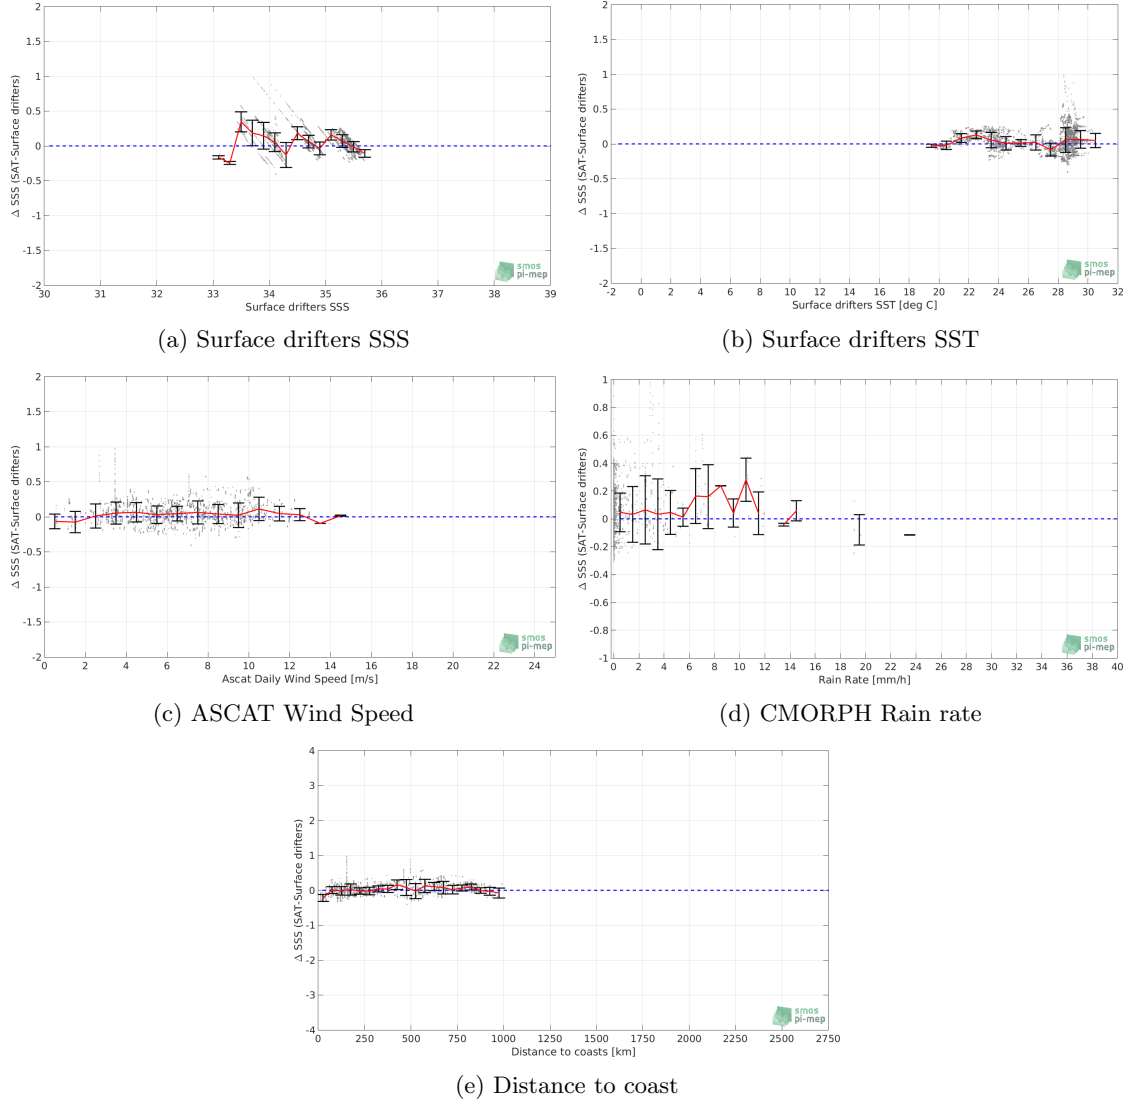 2
1.5
1
0.5
0
-0.5
-1
-1.5
-2
Δ SSS (SAT-Surface drifters)
30 31 32 33 34 35 36 37 38 39
Surface drifters SSS
smos
pi-mep
(a) Surface drifters SSS
2
1.5
1
0.5
0
-0.5
-1
-1.5
-2
Δ SSS (SAT-Surface drifters)
-2 0 2 4 6 8 10 12 14 16 18 20 22 24 26 28 30 32
Surface drifters SST [deg C]
smos
pi-mep
(b) Surface drifters SST
2
1.5
1
0.5
0
-0.5
-1
-1.5
-2
Δ SSS (SAT-Surface drifters)
0 2 4 6 8 10 12 14 16 18 20 22 24
Ascat Daily Wind Speed [m/s]
smos
pi-mep
(c) ASCAT Wind Speed
1
0.8
0.6
0.4
0.2
0
-0.2
-0.4
-0.6
-0.8
-1
Δ SSS (SAT-Surface drifters)
0 2 4 6 8 10 12 14 16 18 20 22 24 26 28 30 32 34 36 38 40
Rain Rate [mm/h]
smos
pi-mep
(d) CMORPH Rain rate
4
3
2
1
0
-1
-2
-3
-4
Δ SSS (SAT-Surface drifters)
0 250 500 750 1000 1250 1500 1750 2000 2250 2500 2750
Distance to coasts [km]
smos
pi-mep
(e) Distance to coast